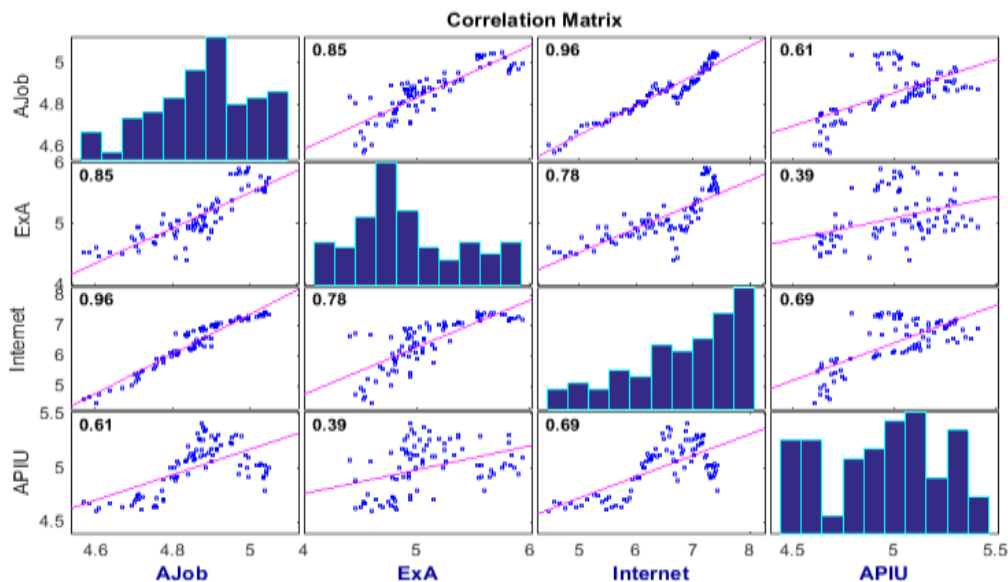 Correlation Matrix
AJob
5
4.8
4.6
0.85
0.96
0.61
ExA
6
5
4
0.85
0.78
0.39
Internet
8
7
6
5
0.96
0.78
0.69
APIU
5.5
5
4.5
0.61
0.39
0.69
4.6 4.8 5
4 5 6
5 6 7 8
4.5 5 5.5
AJob ExA Internet APIU